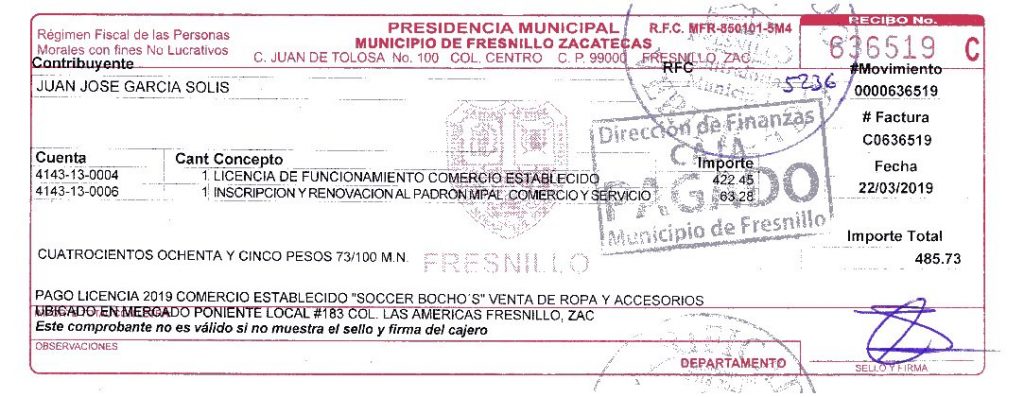 Régimen Fiscal de las Personas
Morales con fines No Lucrativos
PRESIDENCIA MUNICIPAL
MUNICIPIO DE FRESNILLO ZACATECAS
C. JUAN DE TOLOSA No. 100 COL. CENTRO C. P. 99000 FRESNILLO, ZAC.
R.F.C. MFR-850101-5M4
RECIBO No.
636519 C
Contribuyente
RFC
#Movimiento
JUAN JOSE GARCIA SOLIS
5236
0000636519
# Factura
C0636519
Dirección de Finanzas
CAJA
PAGADO
Municipio de Fresnillo
Cuenta Cant Concepto Importe
4143-13-0004 1 LICENCIA DE FUNCIONAMIENTO COMERCIO ESTABLECIDO 422.45
4143-13-0006 1 INSCRIPCION Y RENOVACION AL PADRON MPAL COMERCIO Y SERVICIO 63.28
Fecha
22/03/2019
Importe Total
485.73
CUATROCIENTOS OCHENTA Y CINCO PESOS 73/100 M.N.
FRESNILLO
PAGO LICENCIA 2019 COMERCIO ESTABLECIDO "SOCCER BOCHO´S" VENTA DE ROPA Y ACCESORIOS
UBICADO EN MERCADO PONIENTE LOCAL #183 COL. LAS AMERICAS FRESNILLO, ZAC
Este comprobante no es válido si no muestra el sello y firma del cajero
OBSERVACIONES
DEPARTAMENTO
SELLO Y FIRMA